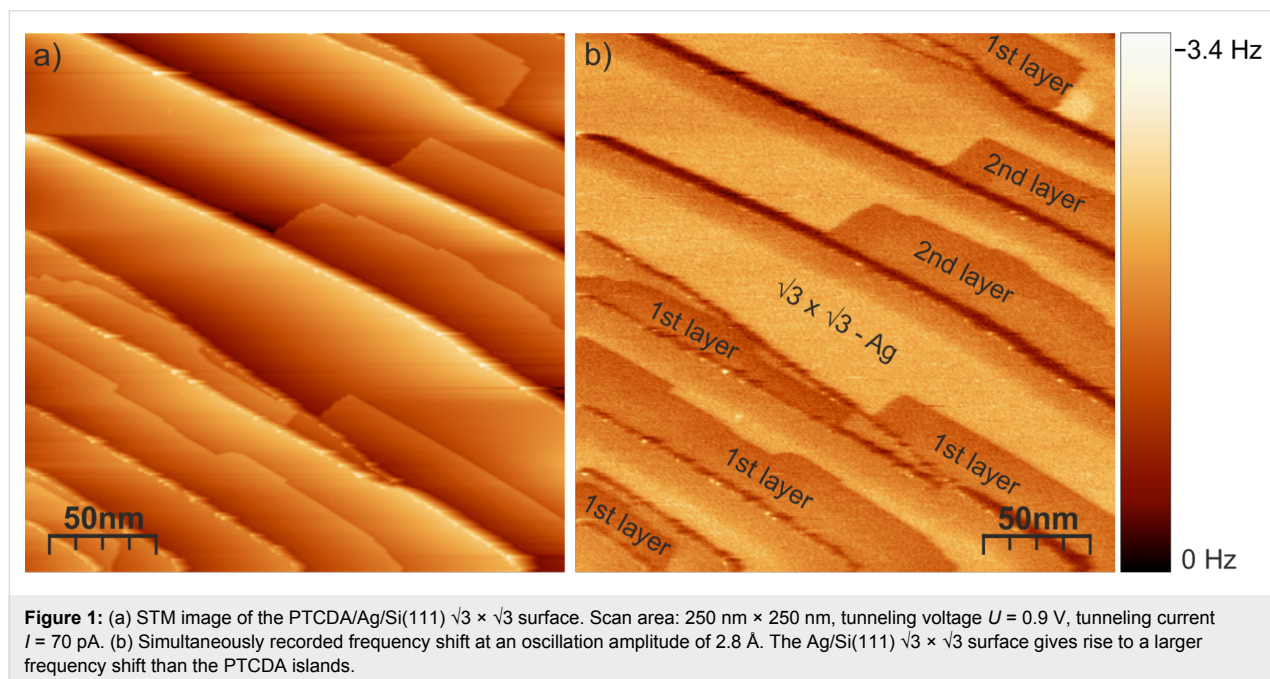 a)
50nm
b)
1st layer
2nd layer
2nd layer
√3 x √3 - Ag
1st layer
1st layer
1st layer
1st layer
50nm
−3.4 Hz
0 Hz
Figure 1: (a) STM image of the PTCDA/Ag/Si(111) √3 × √3 surface. Scan area: 250 nm × 250 nm, tunneling voltage U = 0.9 V, tunneling current
I = 70 pA. (b) Simultaneously recorded frequency shift at an oscillation amplitude of 2.8 Å. The Ag/Si(111) √3 × √3 surface gives rise to a larger
frequency shift than the PTCDA islands.